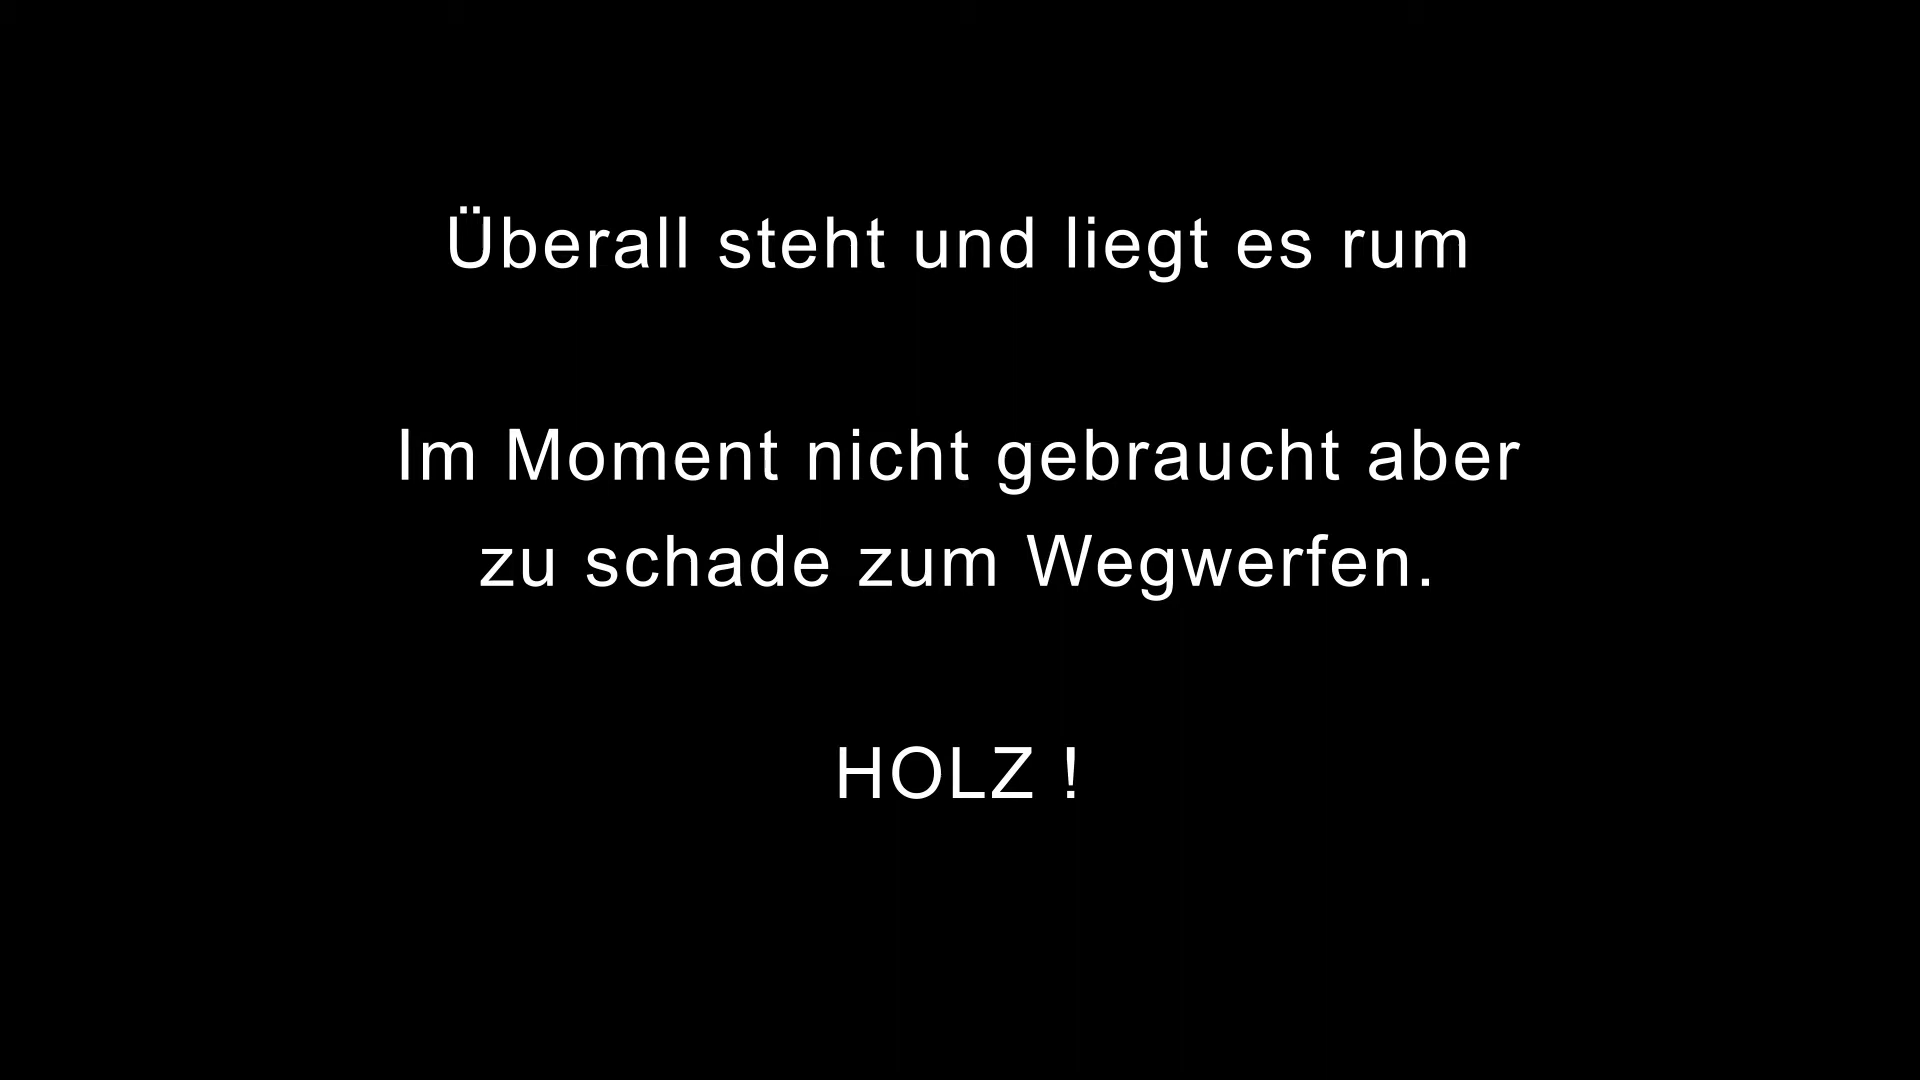 Überall steht und liegt es rum
Im Moment nicht gebraucht aber
zu schade zum Wegwerfen.
HOLZ !